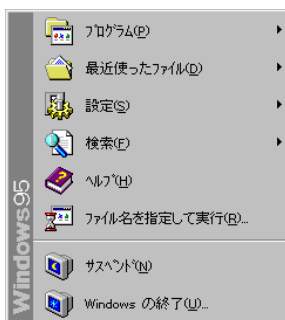 ﾌﾟﾛｸﾞﾗﾑ(P)
最近使ったﾌｧｲﾙ(D)
設定(S)
検索(F)
ﾍﾙﾌﾟ(H)
ﾌｧｲﾙ名を指定して実行(R)...
ｻｽﾍﾟﾝﾄﾞ(N)
Windows の終了(U)...
Windows95